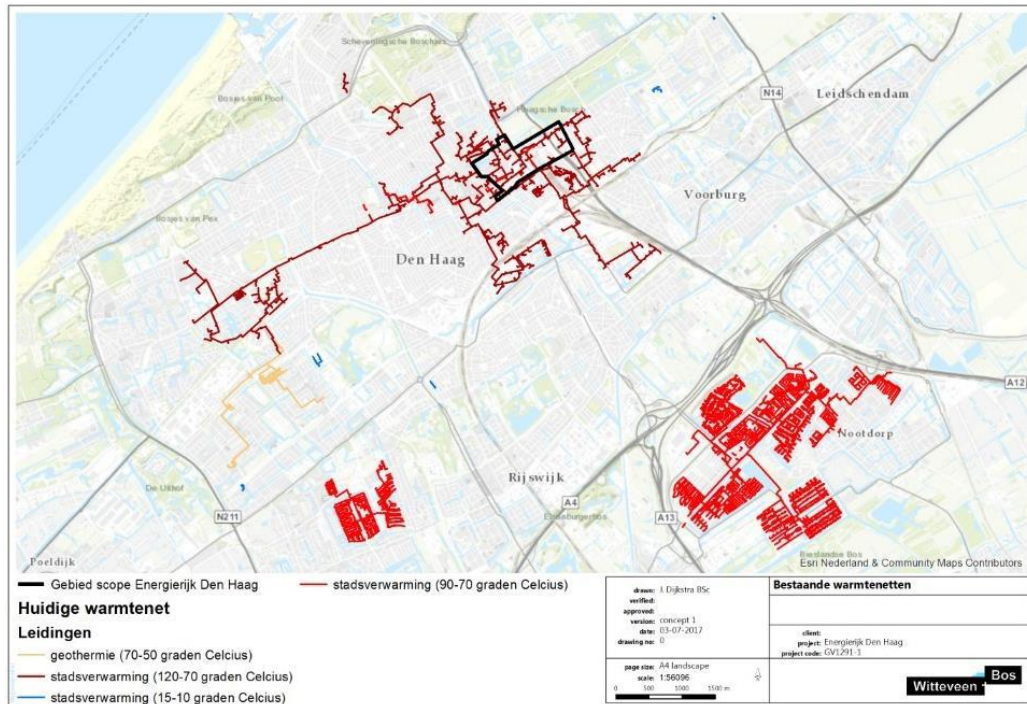 Scheveningsche Boschjes
Leidschendam
Bosjes van Poot
Haagsche Bosch
N14
Voorburg
Bosjes van Pex
Den Haag
A12
Nootdorp
Rijswijk
De Uithof
A4
N211
Elsenburgerbos
A13
Poeldijk
Bieslandse Bos
Esri Nederland & Community Maps Contributors
Gebied scope Energierijk Den Haag
stadsverwarming (90-70 graden Celcius)
Huidige warmtenet
Leidingen
geothermie (70-50 graden Celcius)
stadsverwarming (120-70 graden Celcius)
stadsverwarming (15-10 graden Celcius)
drawn: J. Dijkstra BSc
verified:
approved:
version: concept 1
date: 03-07-2017
drawing no: 0
page size: A4 landscape
scale: 1:56096
0 500 1000 1500 m
Bestaande warmtenetten
client:
project: Energierijk Den Haag
project code: GV1291-1
Witteveen + Bos